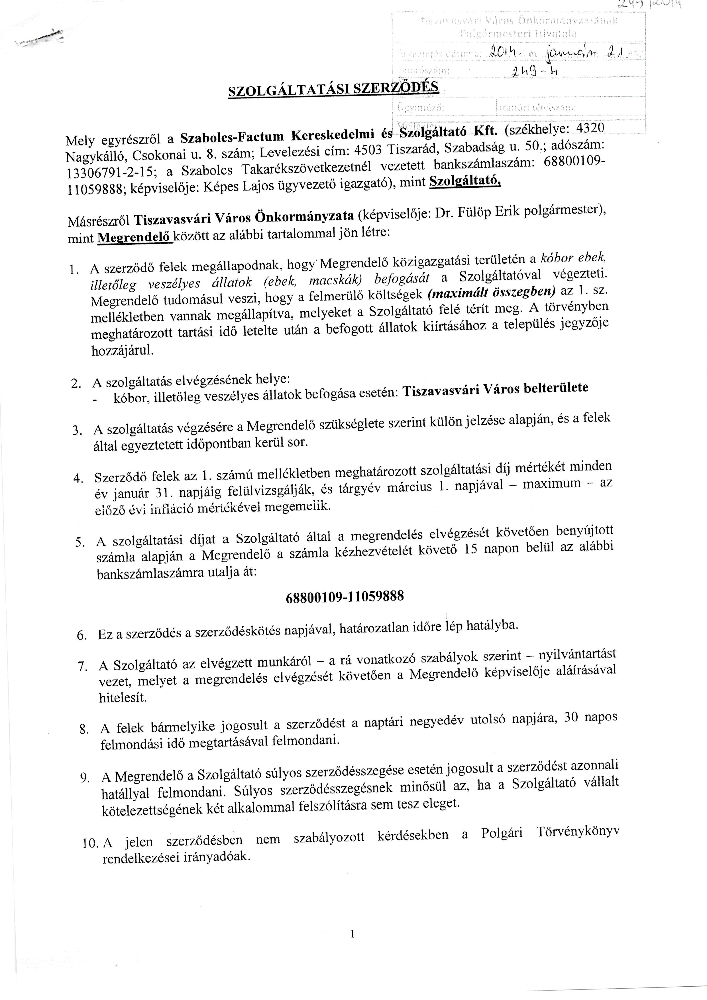 249/2014
Tiszavasvári Város Önkormányzatának
Polgármesteri Hivatala
Érkeztetés dátuma: 2014. év január 21. nap
Iktatószám: 249-4
SZOLGÁLTATÁSI SZERZŐDÉS
Ügyintéző: Irattári tételszám:
Mely egyrészről a Szabolcs-Factum Kereskedelmi és Szolgáltató Kft. (székhelye: 4320
Nagykálló, Csokonai u. 8. szám; Levelezési cím: 4503 Tiszarád, Szabadság u. 50.; adószám:
13306791-2-15; a Szabolcs Takarékszövetkezetnél vezetett bankszámlaszám: 68800109-
11059888; képviselője: Képes Lajos ügyvezető igazgató), mint Szolgáltató,
Másrészről Tiszavasvári Város Önkormányzata (képviselője: Dr. Fülöp Erik polgármester),
mint Megrendelő között az alábbi tartalommal jön létre:
1. A szerződő felek megállapodnak, hogy Megrendelő közigazgatási területén a kóbor ebek,
illetőleg veszélyes állatok (ebek, macskák) befogását a Szolgáltatóval végezteti.
Megrendelő tudomásul veszi, hogy a felmerülő költségek (maximált összegben) az 1. sz.
mellékletben vannak megállapítva, melyeket a Szolgáltató felé térít meg. A törvényben
meghatározott tartási idő letelte után a befogott állatok kiírtásához a település jegyzője
hozzájárul.
2. A szolgáltatás elvégzésének helye:
- kóbor, illetőleg veszélyes állatok befogása esetén: Tiszavasvári Város belterülete
3. A szolgáltatás végzésére a Megrendelő szükséglete szerint külön jelzése alapján, és a felek
által egyeztetett időpontban kerül sor.
4. Szerződő felek az 1. számú mellékletben meghatározott szolgáltatási díj mértékét minden
év január 31. napjáig felülvizsgálják, és tárgyév március 1. napjával – maximum – az
előző évi infláció mértékével megemelik.
5. A szolgáltatási díjat a Szolgáltató által a megrendelés elvégzését követően benyújtott
számla alapján a Megrendelő a számla kézhezvételét követő 15 napon belül az alábbi
bankszámlaszámra utalja át:
68800109-11059888
6. Ez a szerződés a szerződéskötés napjával, határozatlan időre lép hatályba.
7. A Szolgáltató az elvégzett munkáról – a rá vonatkozó szabályok szerint – nyilvántartást
vezet, melyet a megrendelés elvégzését követően a Megrendelő képviselője aláírásával
hitelesít.
8. A felek bármelyike jogosult a szerződést a naptári negyedév utolsó napjára, 30 napos
felmondási idő megtartásával felmondani.
9. A Megrendelő a Szolgáltató súlyos szerződésszegése esetén jogosult a szerződést azonnali
hatállyal felmondani. Súlyos szerződésszegésnek minősül az, ha a Szolgáltató vállalt
kötelezettségének két alkalommal felszólításra sem tesz eleget.
10. A jelen szerződésben nem szabályozott kérdésekben a Polgári Törvénykönyv
rendelkezései irányadóak.
1